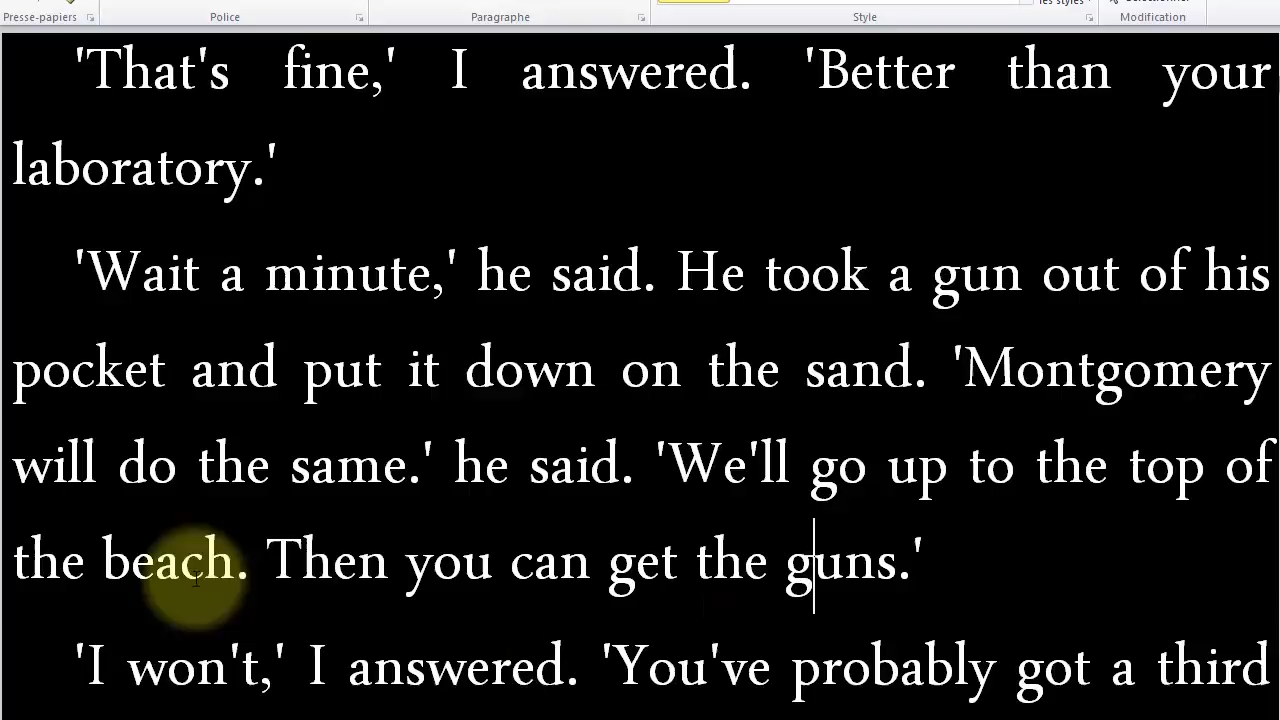 les styles
Presse-papiers Police Paragraphe Style Modification
'That's fine,' I answered. 'Better than your
laboratory.'
'Wait a minute,' he said. He took a gun out of his
pocket and put it down on the sand. 'Montgomery
will do the same.' he said. 'We'll go up to the top of
the beach. Then you can get the guns.'
'I won't,' I answered. 'You've probably got a third